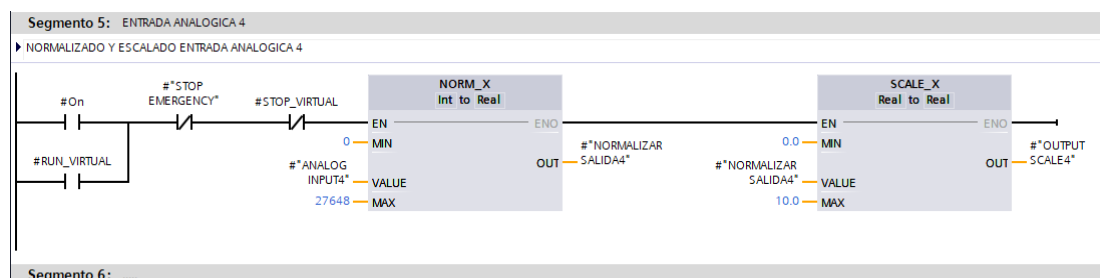 Segmento 5: ENTRADA ANALOGICA 4
NORMALIZADO Y ESCALADO ENTRADA ANALOGICA 4
#On
#"STOP
EMERGENCY"
#STOP_VIRTUAL
#RUN_VIRTUAL
NORM_X
Int to Real
EN
ENO
0
MIN
#"ANALOG
INPUT4"
VALUE
27648
MAX
OUT
#"NORMALIZAR
SALIDA4"
SCALE_X
Real to Real
EN
ENO
0.0
MIN
#"NORMALIZAR
SALIDA4"
VALUE
10.0
MAX
OUT
#"OUTPUT
SCALE4"
Segmento 6: